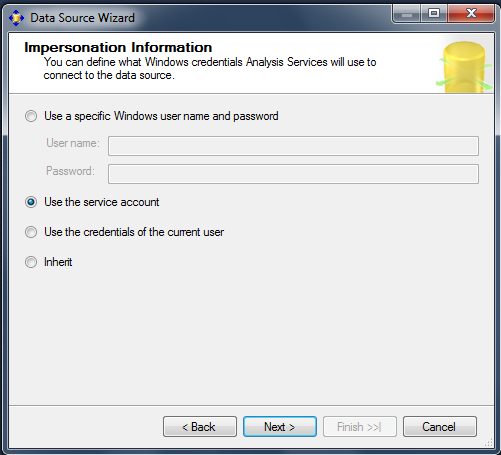 Data Source Wizard
Impersonation Information
You can define what Windows credentials Analysis Services will use to
connect to the data source.
Use a specific Windows user name and password
User name:
Password:
Use the service account
Use the credentials of the current user
Inherit
< Back
Next >
Finish >>|
Cancel